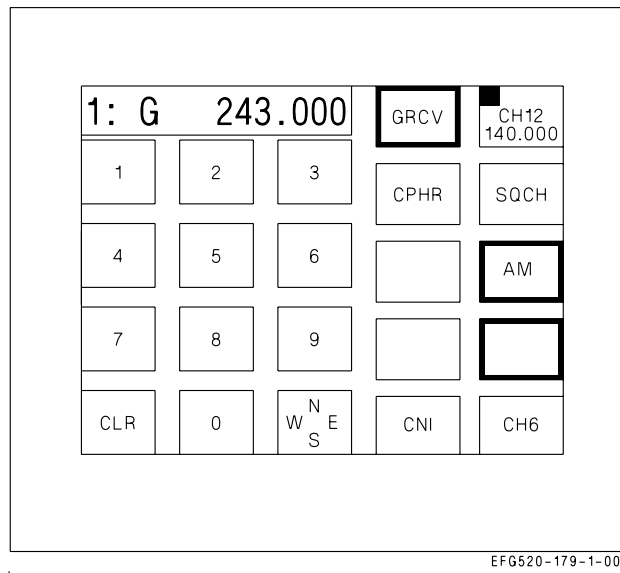 1: G 243.000 GRCV CH12
140.000
1 2 3 CPHR SQCH
4 5 6 AM
7 8 9
CLR 0 W N S E CNI CH6
EFG520-179-1-00